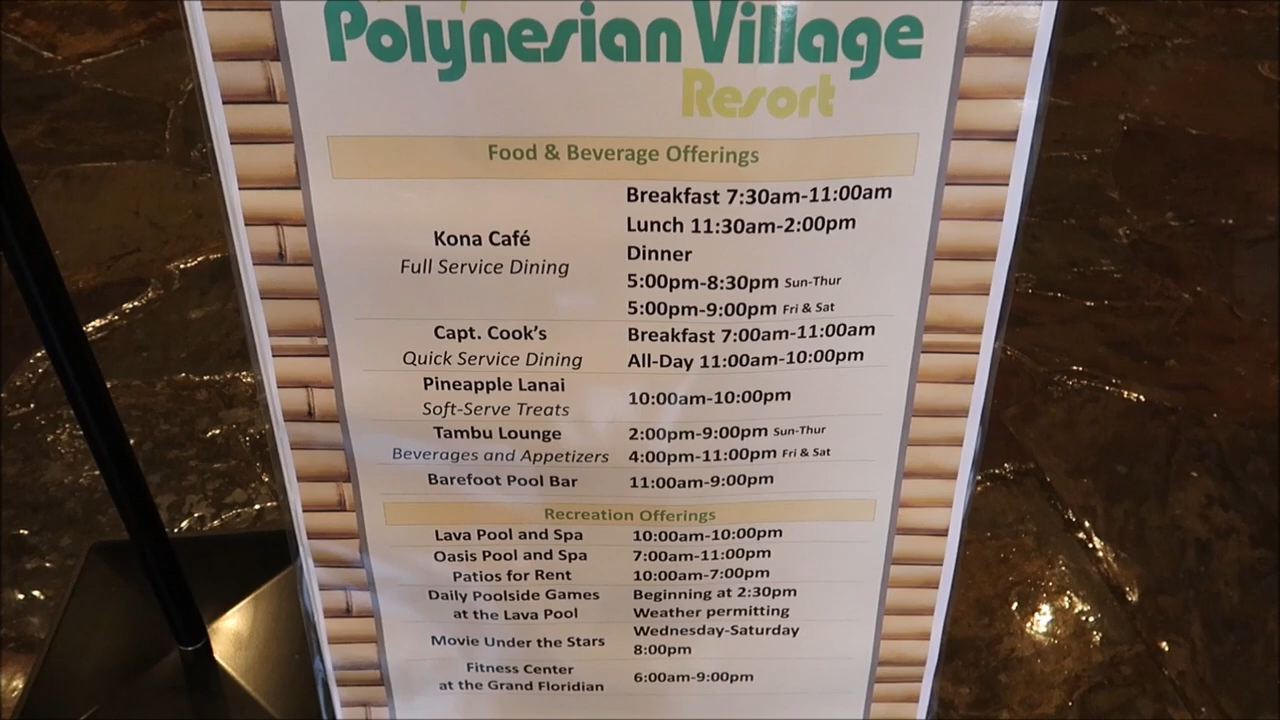 Polynesian Village
Resort
Food & Beverage Offerings
Kona Café
Full Service Dining
Breakfast 7:30am-11:00am
Lunch 11:30am-2:00pm
Dinner
5:00pm-8:30pm Sun-Thur
5:00pm-9:00pm Fri & Sat
Capt. Cook's
Quick Service Dining
Breakfast 7:00am-11:00am
All-Day 11:00am-10:00pm
Pineapple Lanai
Soft-Serve Treats
10:00am-10:00pm
Tambu Lounge
Beverages and Appetizers
2:00pm-9:00pm Sun-Thur
4:00pm-11:00pm Fri & Sat
Barefoot Pool Bar
11:00am-9:00pm
Recreation Offerings
Lava Pool and Spa
10:00am-10:00pm
Oasis Pool and Spa
7:00am-11:00pm
Patios for Rent
10:00am-7:00pm
Daily Poolside Games
at the Lava Pool
Beginning at 2:30pm
Weather permitting
Movie Under the Stars
Wednesday-Saturday
8:00pm
Fitness Center
at the Grand Floridian
6:00am-9:00pm